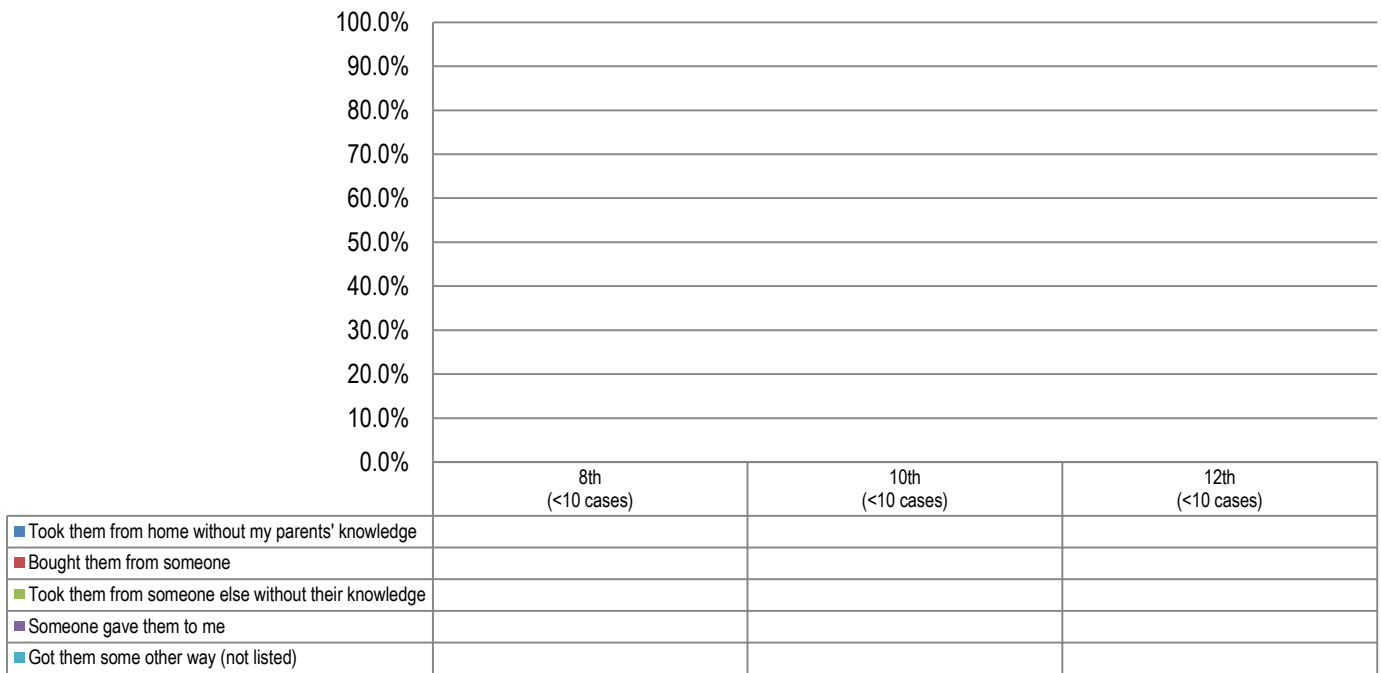 100.0%
90.0%
80.0%
70.0%
60.0%
50.0%
40.0%
30.0%
20.0%
10.0%
0.0%
8th 10th 12th
(<10 cases) (<10 cases) (<10 cases)
Took them from home without my parents' knowledge
Bought them from someone
Took them from someone else without their knowledge
Someone gave them to me
Got them some other way (not listed)